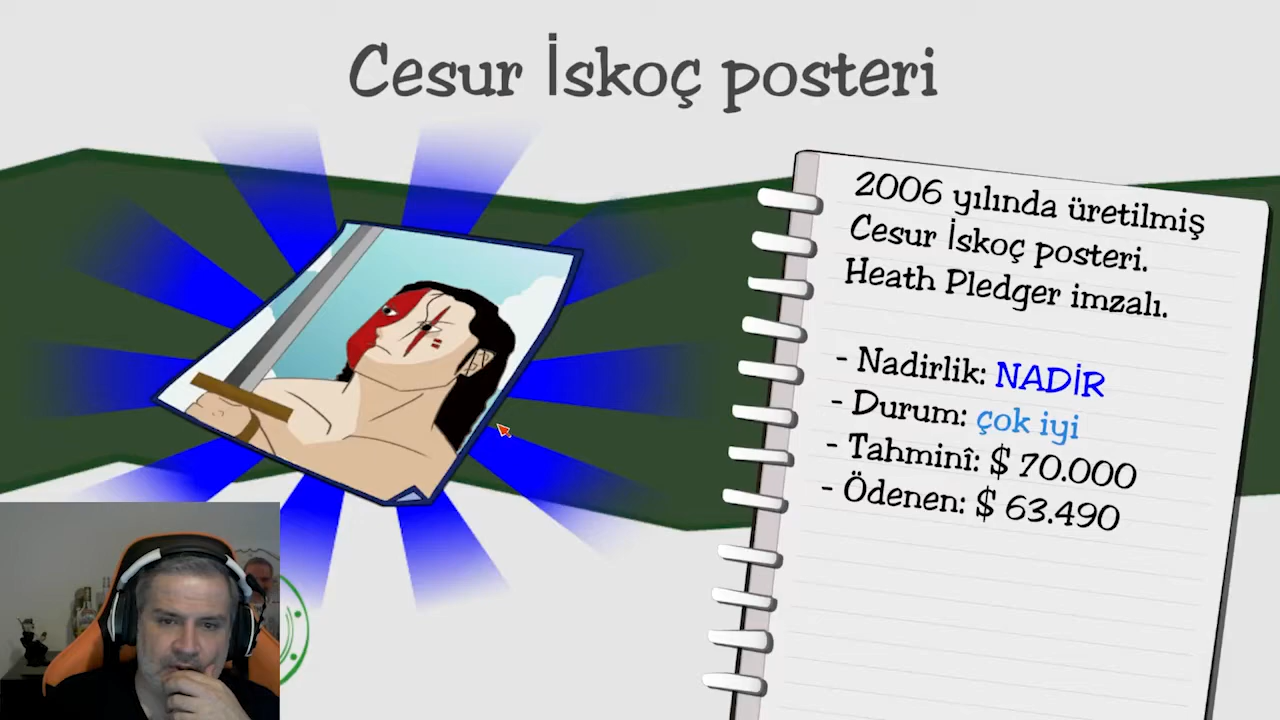 Cesur İskoç posteri
2006 yılında üretilmiş
Cesur İskoç posteri.
Heath Pledger imzalı.
- Nadirlik: NADİR
- Durum: çok iyi
- Tahminî: $ 70.000
- Ödenen: $ 63.490